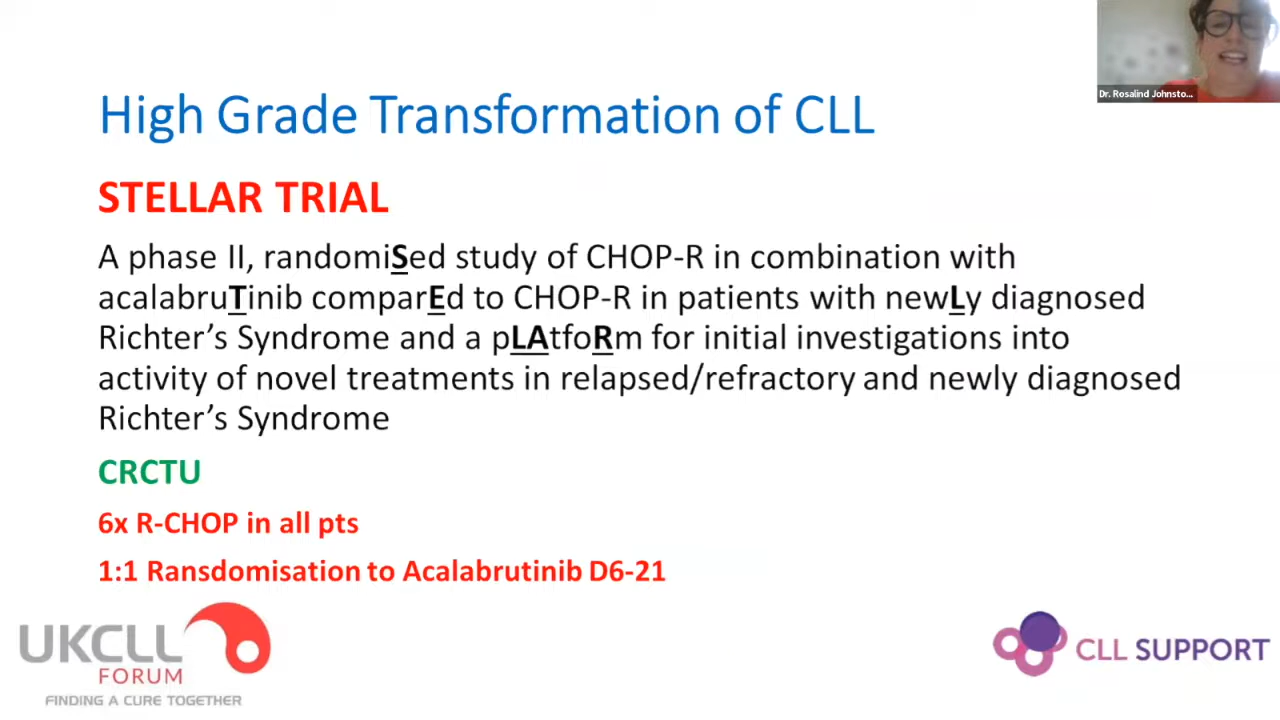 Dr. Rosalind Johnsto...
High Grade Transformation of CLL
STELLAR TRIAL
A phase II, randomiSed study of CHOP-R in combination with
acalabruTinib comparEd to CHOP-R in patients with newLy diagnosed
Richter’s Syndrome and a pLAtfoRm for initial investigations into
activity of novel treatments in relapsed/refractory and newly diagnosed
Richter’s Syndrome
CRCTU
6x R-CHOP in all pts
1:1 Ransdomisation to Acalabrutinib D6-21
UKCLL
FORUM
FINDING A CURE TOGETHER
CLL SUPPORT